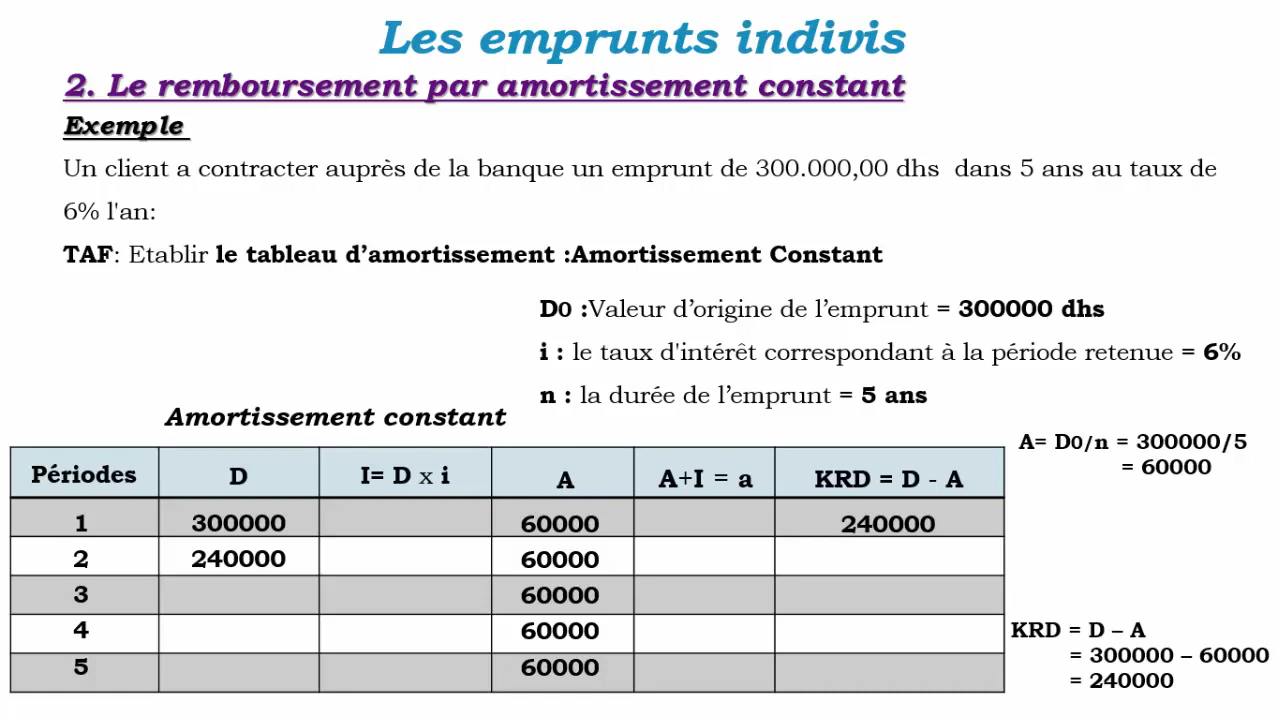 Les emprunts indivis
2. Le remboursement par amortissement constant
Exemple
Un client a contracter auprès de la banque un emprunt de 300.000,00 dhs dans 5 ans au taux de
6% l'an:
TAF: Etablir le tableau d’amortissement :Amortissement Constant
D0 :Valeur d’origine de l’emprunt = 300000 dhs
i : le taux d'intérêt correspondant à la période retenue = 6%
n : la durée de l’emprunt = 5 ans
Amortissement constant
A= D0/n = 300000/5
= 60000
Périodes D I= D x i A A+I = a KRD = D - A
1 300000 60000 240000
2 240000 60000
3 60000
4 60000
5 60000
KRD = D – A
= 300000 – 60000
= 240000